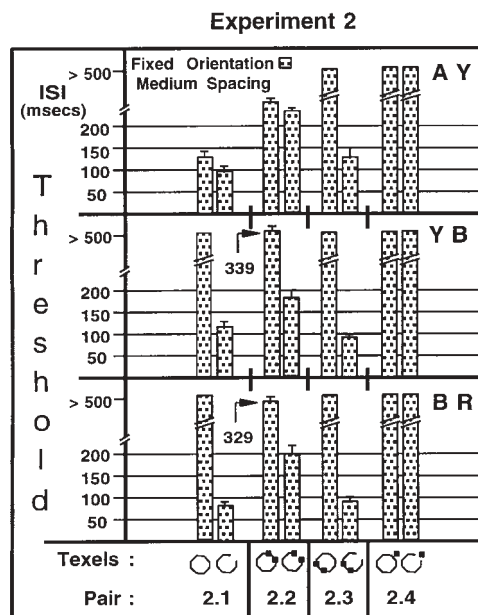 Experiment 2
Fixed Orientation
Medium Spacing
ISI
(msecs)
> 500
200
150
100
50
A Y
> 500
200
150
100
50
339
Y B
> 500
200
150
100
50
329
B R
Threshold
Texels :
Pair : 2.1 2.2 2.3 2.4